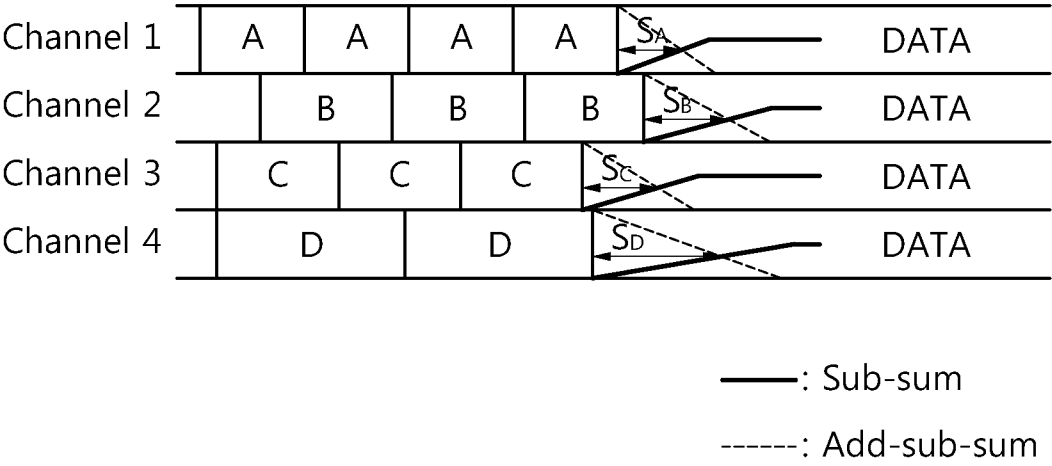 Channel 1 A A A A SA DATA
Channel 2 B B B SB DATA
Channel 3 C C C SC DATA
Channel 4 D D SD DATA
: Sub-sum
: Add-sub-sum